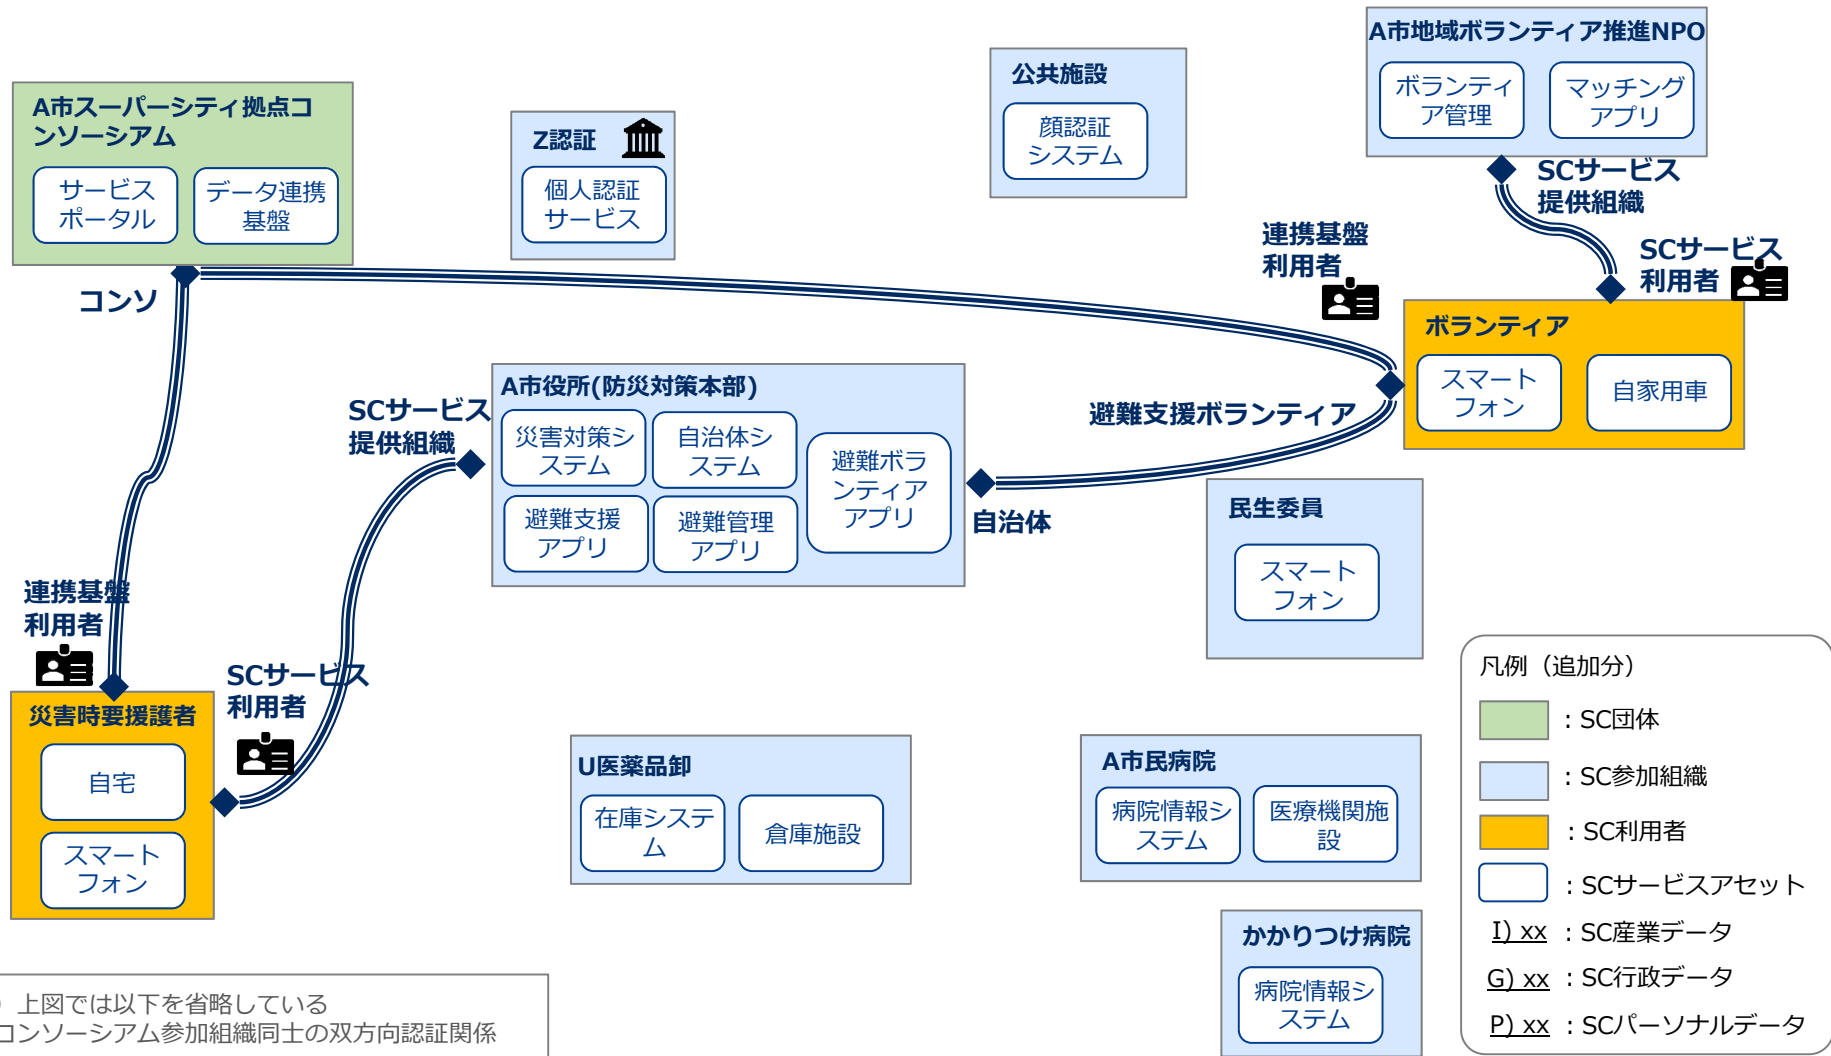 A市スーパーシティ拠点コ
ンソーシアム
サービス
ポータル
データ連携
基盤
コンソ
Z認証
個人認証
サービス
公共施設
顔認証
システム
A市地域ボランティア推進NPO
ボランティ
ア管理
マッチング
アプリ
SCサービス
提供組織
SCサービス
利用者
連携基盤
利用者
ボランティア
スマート
フォン
自家用車
避難支援ボランティア
SCサービス
提供組織
A市役所(防災対策本部)
災害対策シ
ステム
自治体シ
ステム
避難ボラ
ンティア
アプリ
避難支援
アプリ
避難管理
アプリ
自治体
民生委員
スマート
フォン
連携基盤
利用者
SCサービス
利用者
災害時要援護者
自宅
スマート
フォン
U医薬品卸
在庫システ
ム
倉庫施設
A市民病院
病院情報シ
ステム
医療機関施
設
かかりつけ病院
病院情報シ
ステム
凡例（追加分）
：SC団体
：SC参加組織
：SC利用者
：SCサービスアセット
I) xx ：SC産業データ
G) xx ：SC行政データ
P) xx ：SCパーソナルデータ
）上図では以下を省略している
コンソーシアム参加組織同士の双方向認証関係